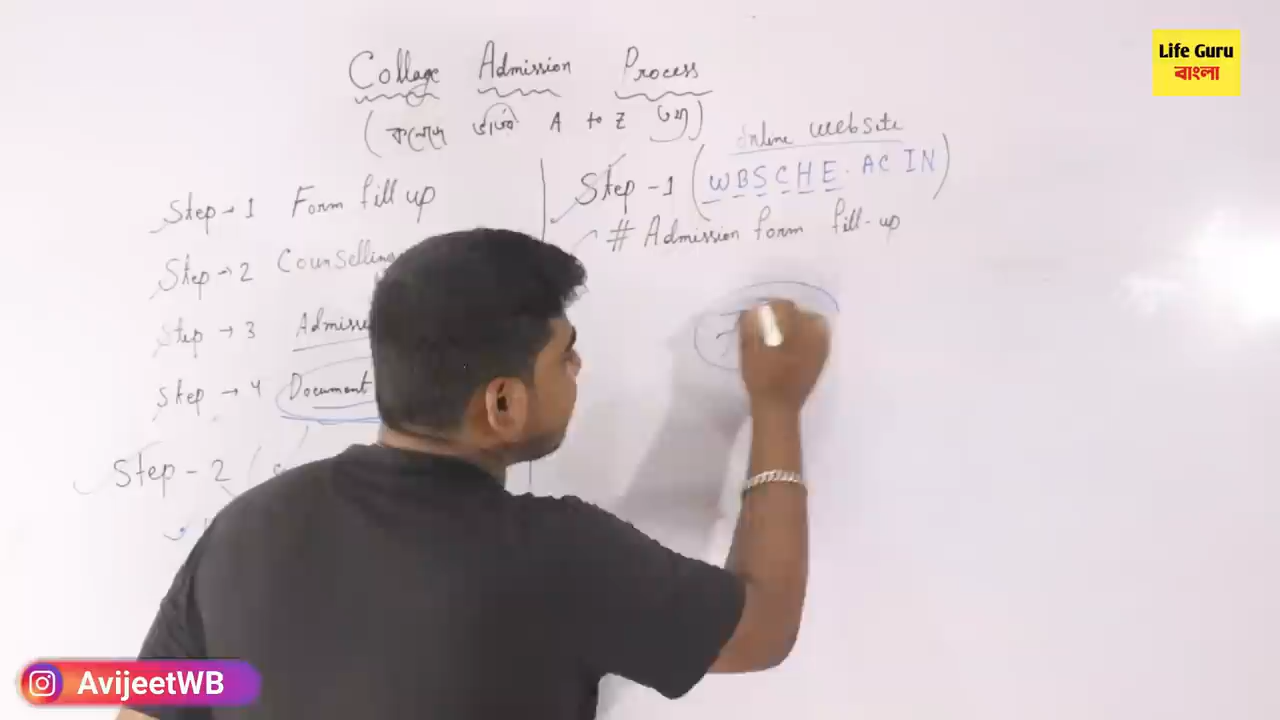 Life Guru
বাংলা
Collage Admission Process
(কলেজে ভর্তির A to Z তথ্য)
Step → 1 Form fill up
Step → 2 Counselling
Step → 3
Step → 4 Document
Step - 2
Online website
Step - 1 (WBSCHE. AC IN)
# Admission form fill-up
AvijeetWB